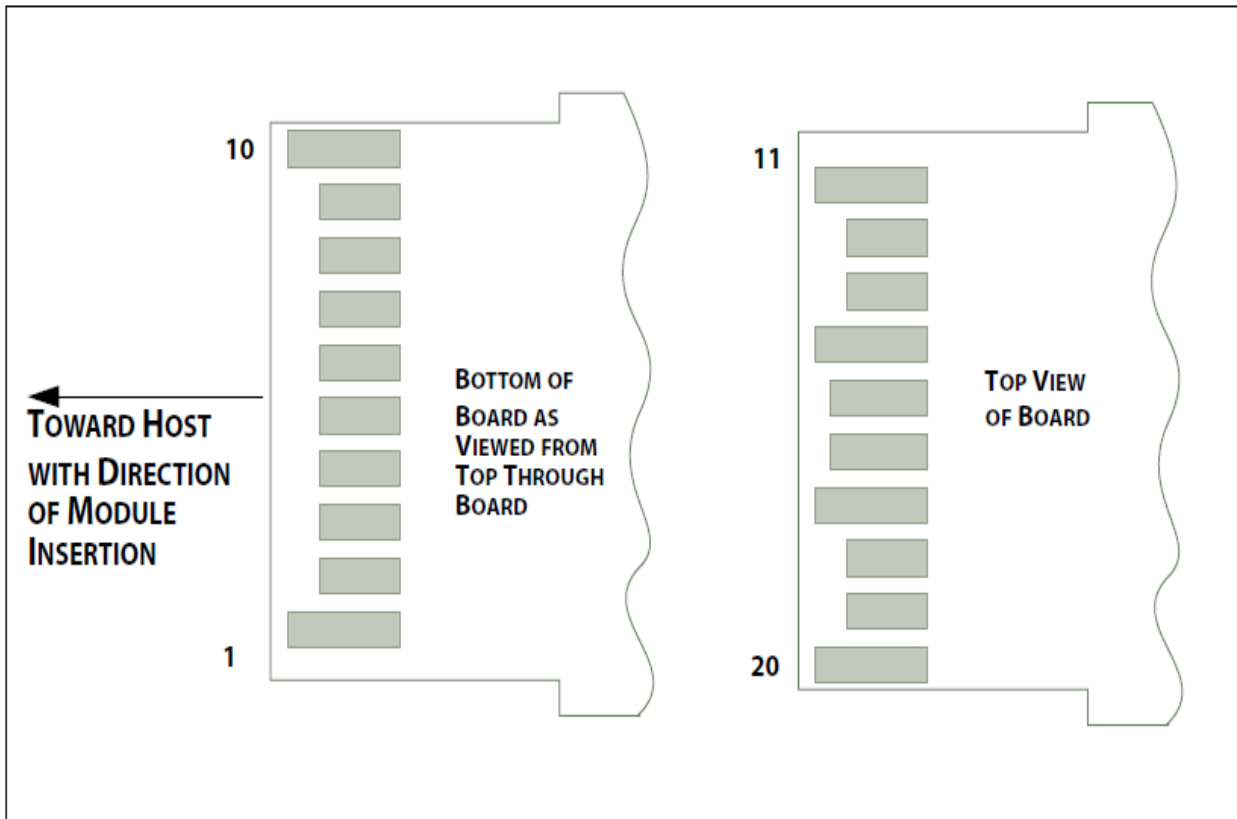 10
1
TOWARD HOST
WITH DIRECTION
OF MODULE
INSERTION
BOTTOM OF
BOARD AS
VIEWED FROM
TOP THROUGH
BOARD
11
20
TOP VIEW
OF BOARD